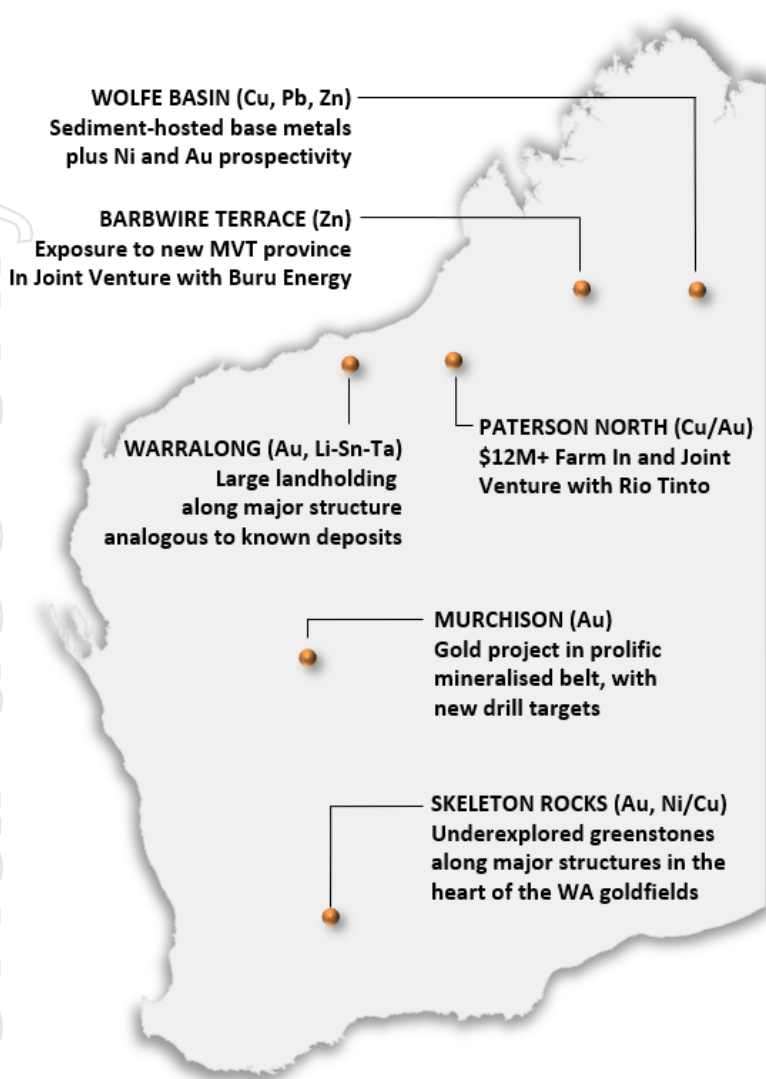 WOLFE BASIN (Cu, Pb, Zn)
Sediment-hosted base metals
plus Ni and Au prospectivity
BARBWIRE TERRACE (Zn)
Exposure to new MVT province
In Joint Venture with Buru Energy
WARRALONG (Au, Li-Sn-Ta)
Large landholding
along major structure
analogous to known deposits
PATERSON NORTH (Cu/Au)
$12M+ Farm In and Joint
Venture with Rio Tinto
MURCHISON (Au)
Gold project in prolific
mineralised belt, with
new drill targets
SKELETON ROCKS (Au, Ni/Cu)
Underexplored greenstones
along major structures in the
heart of the WA goldfields